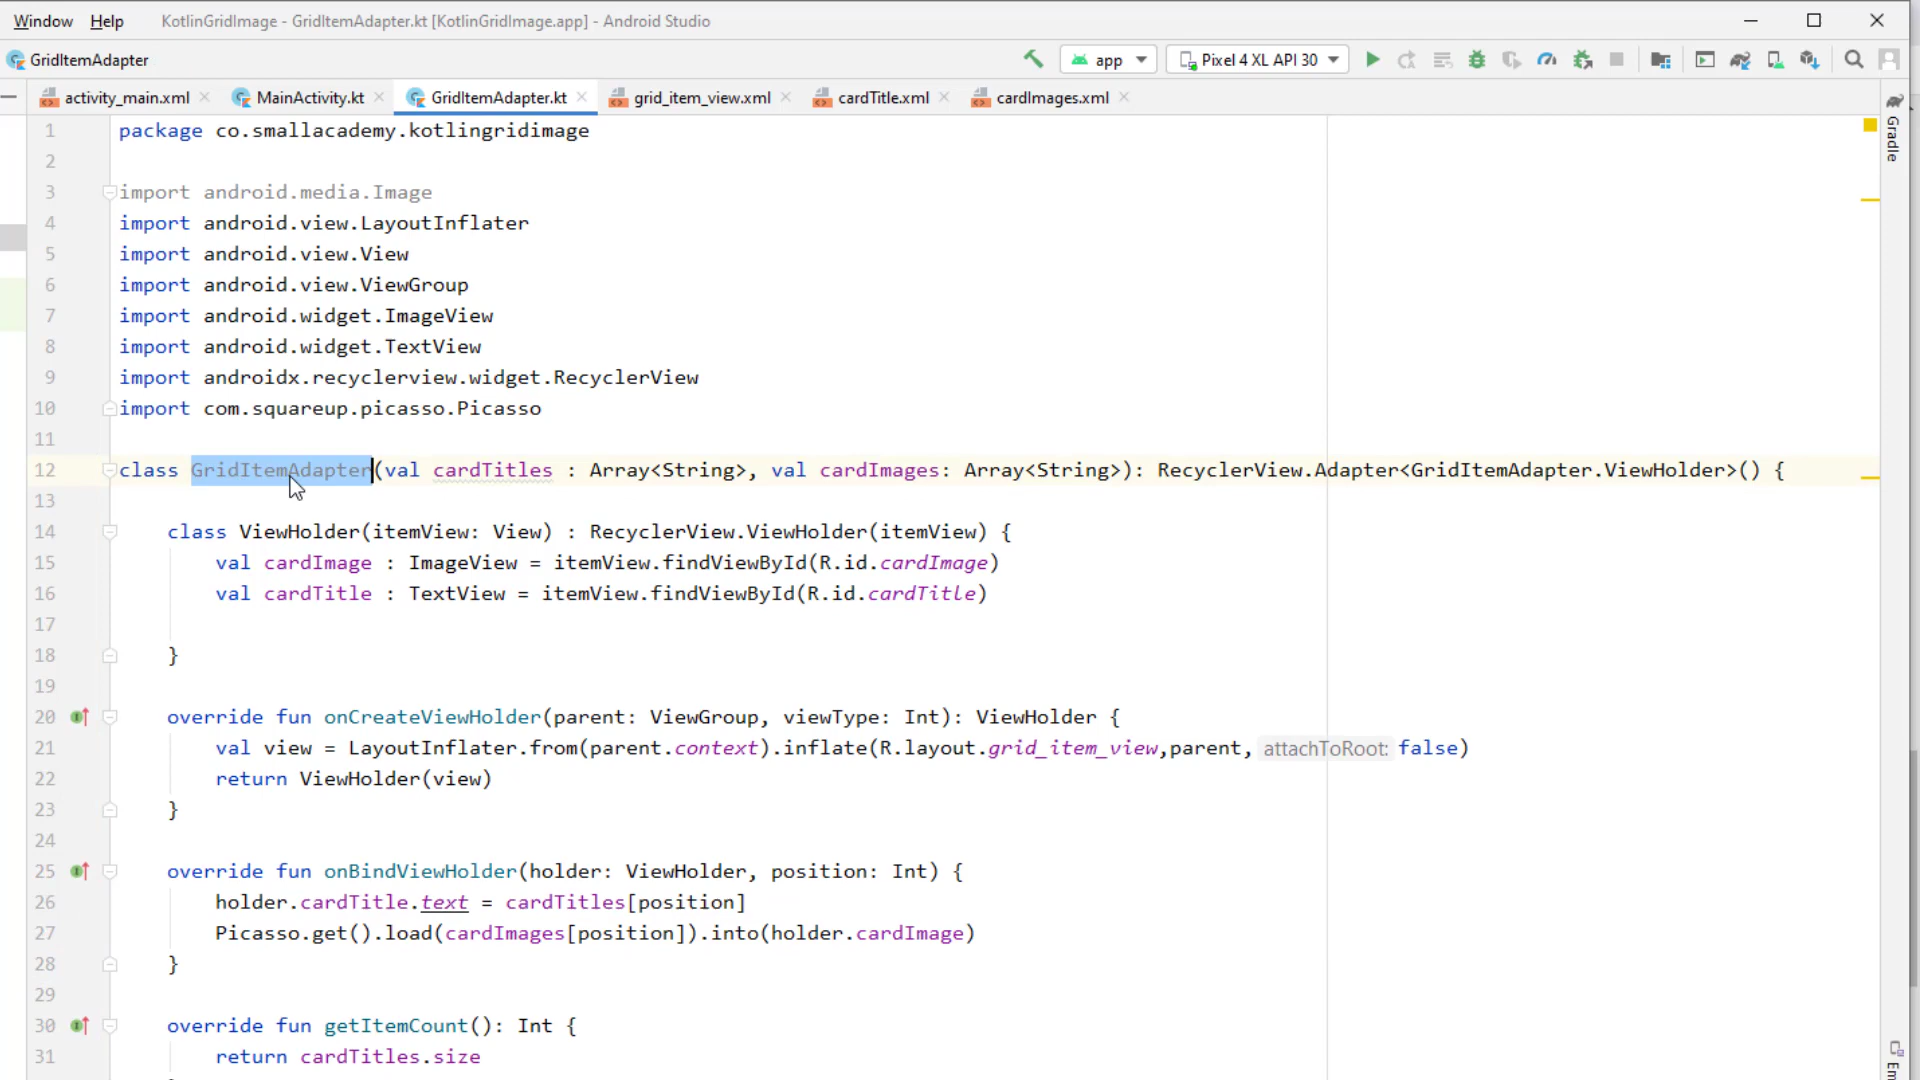 Window Help KotlinGridImage - GridItemAdapter.kt [KotlinGridImage.app] - Android Studio
GridItemAdapter app Pixel 4 XL API 30
activity_main.xml MainActivity.kt GridItemAdapter.kt grid_item_view.xml cardTitle.xml cardImages.xml
Gradle
1 package co.smallacademy.kotlingridimage
2
3 import android.media.Image
4 import android.view.LayoutInflater
5 import android.view.View
6 import android.view.ViewGroup
7 import android.widget.ImageView
8 import android.widget.TextView
9 import androidx.recyclerview.widget.RecyclerView
10 import com.squareup.picasso.Picasso
11
12 class GridItemAdapter(val cardTitles : Array<String>, val cardImages: Array<String>): RecyclerView.Adapter<GridItemAdapter.ViewHolder>() {
13
14 class ViewHolder(itemView: View) : RecyclerView.ViewHolder(itemView) {
15 val cardImage : ImageView = itemView.findViewById(R.id.cardImage)
16 val cardTitle : TextView = itemView.findViewById(R.id.cardTitle)
17
18 }
19
20 override fun onCreateViewHolder(parent: ViewGroup, viewType: Int): ViewHolder {
21 val view = LayoutInflater.from(parent.context).inflate(R.layout.grid_item_view,parent, attachToRoot: false)
22 return ViewHolder(view)
23 }
24
25 override fun onBindViewHolder(holder: ViewHolder, position: Int) {
26 holder.cardTitle.text = cardTitles[position]
27 Picasso.get().load(cardImages[position]).into(holder.cardImage)
28 }
29
30 override fun getItemCount(): Int {
31 return cardTitles.size
Em